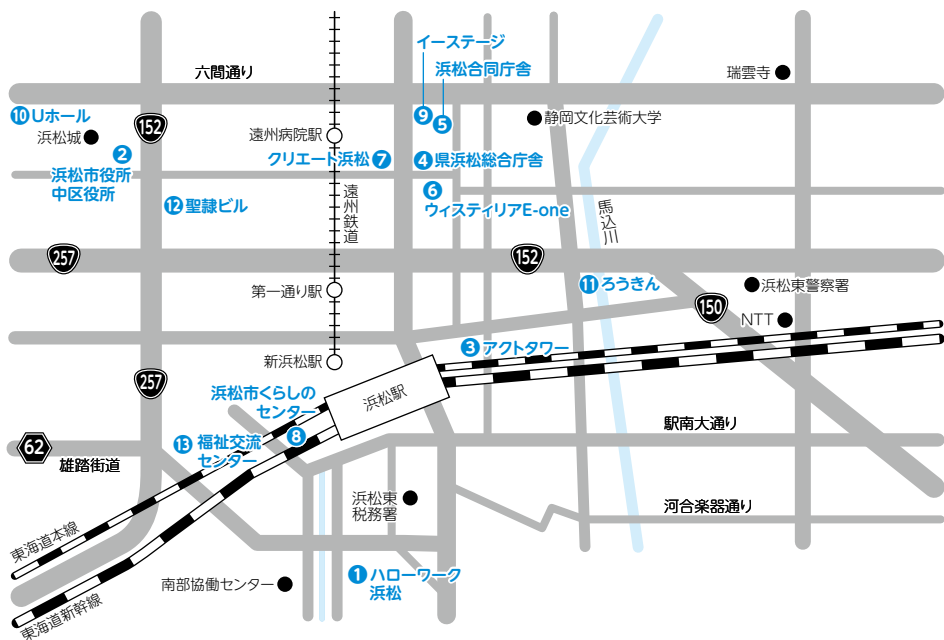 イーステージ
浜松合同庁舎
六間通り
瑞雲寺
⑩Uホール
152
⑨
⑤
静岡文化芸術大学
浜松城
遠州病院駅
②
浜松市役所
中区役所
クリエート浜松⑦
④県浜松総合庁舎
⑥
ウィスティリアE-one
⑫聖隷ビル
遠州鉄道
馬込川
257
152
⑪ろうきん
浜松東警察署
第一通り駅
150
NTT
新浜松駅
③アクトタワー
257
浜松市くらしの
センター
⑧
浜松駅
駅南大通り
62
雄踏街道
⑬福祉交流
センター
浜松東
税務署
河合楽器通り
東海道本線
南部協働センター
①ハローワーク
浜松
東海道新幹線